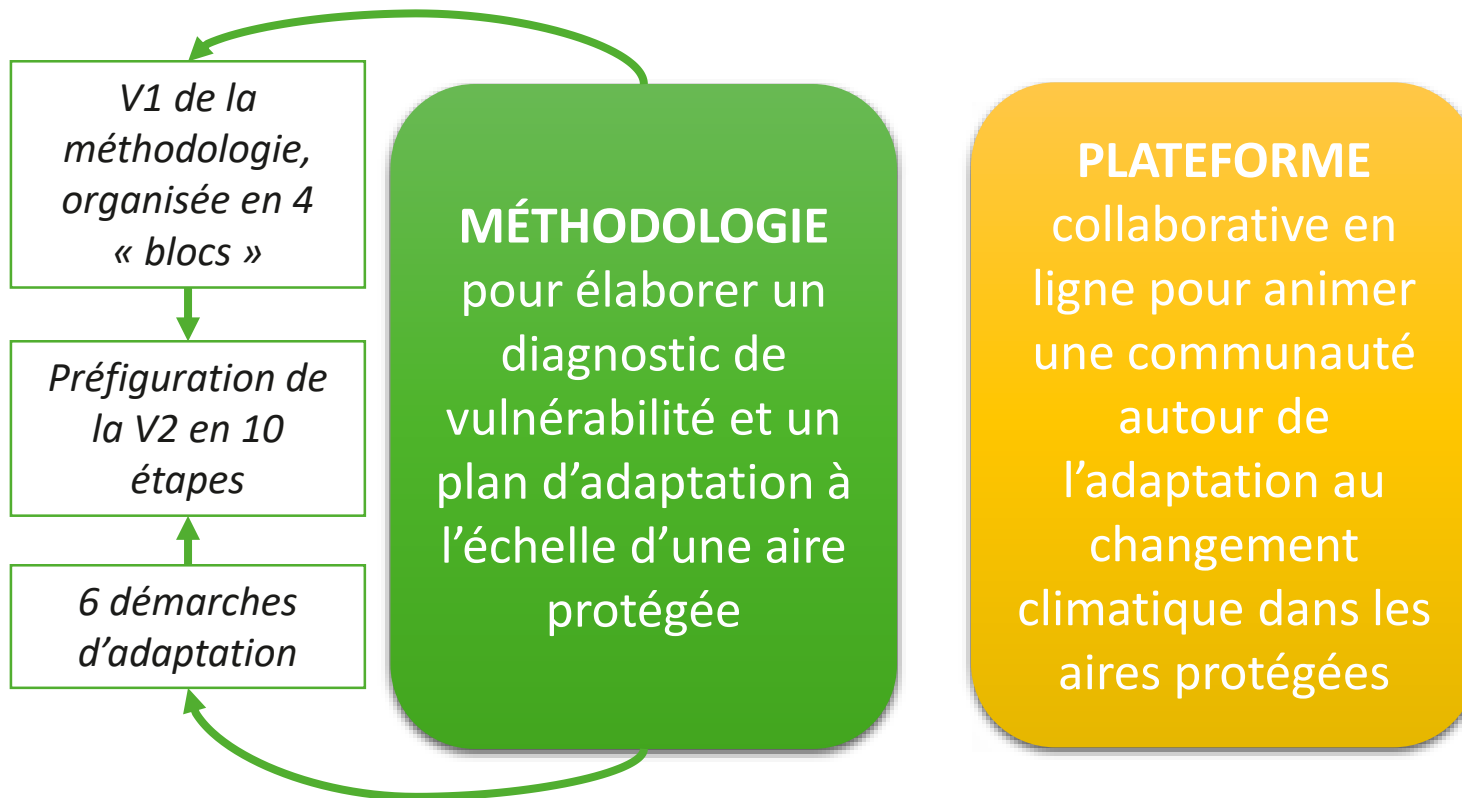 V1 de la
méthodologie,
organisée en 4
« blocs »
Préfiguration de
la V2 en 10
étapes
6 démarches
d’adaptation
MÉTHODOLOGIE
pour élaborer un
diagnostic de
vulnérabilité et un
plan d’adaptation à
l’échelle d’une aire
protégée
PLATEFORME
collaborative en
ligne pour animer
une communauté
autour de
l’adaptation au
changement
climatique dans les
aires protégées